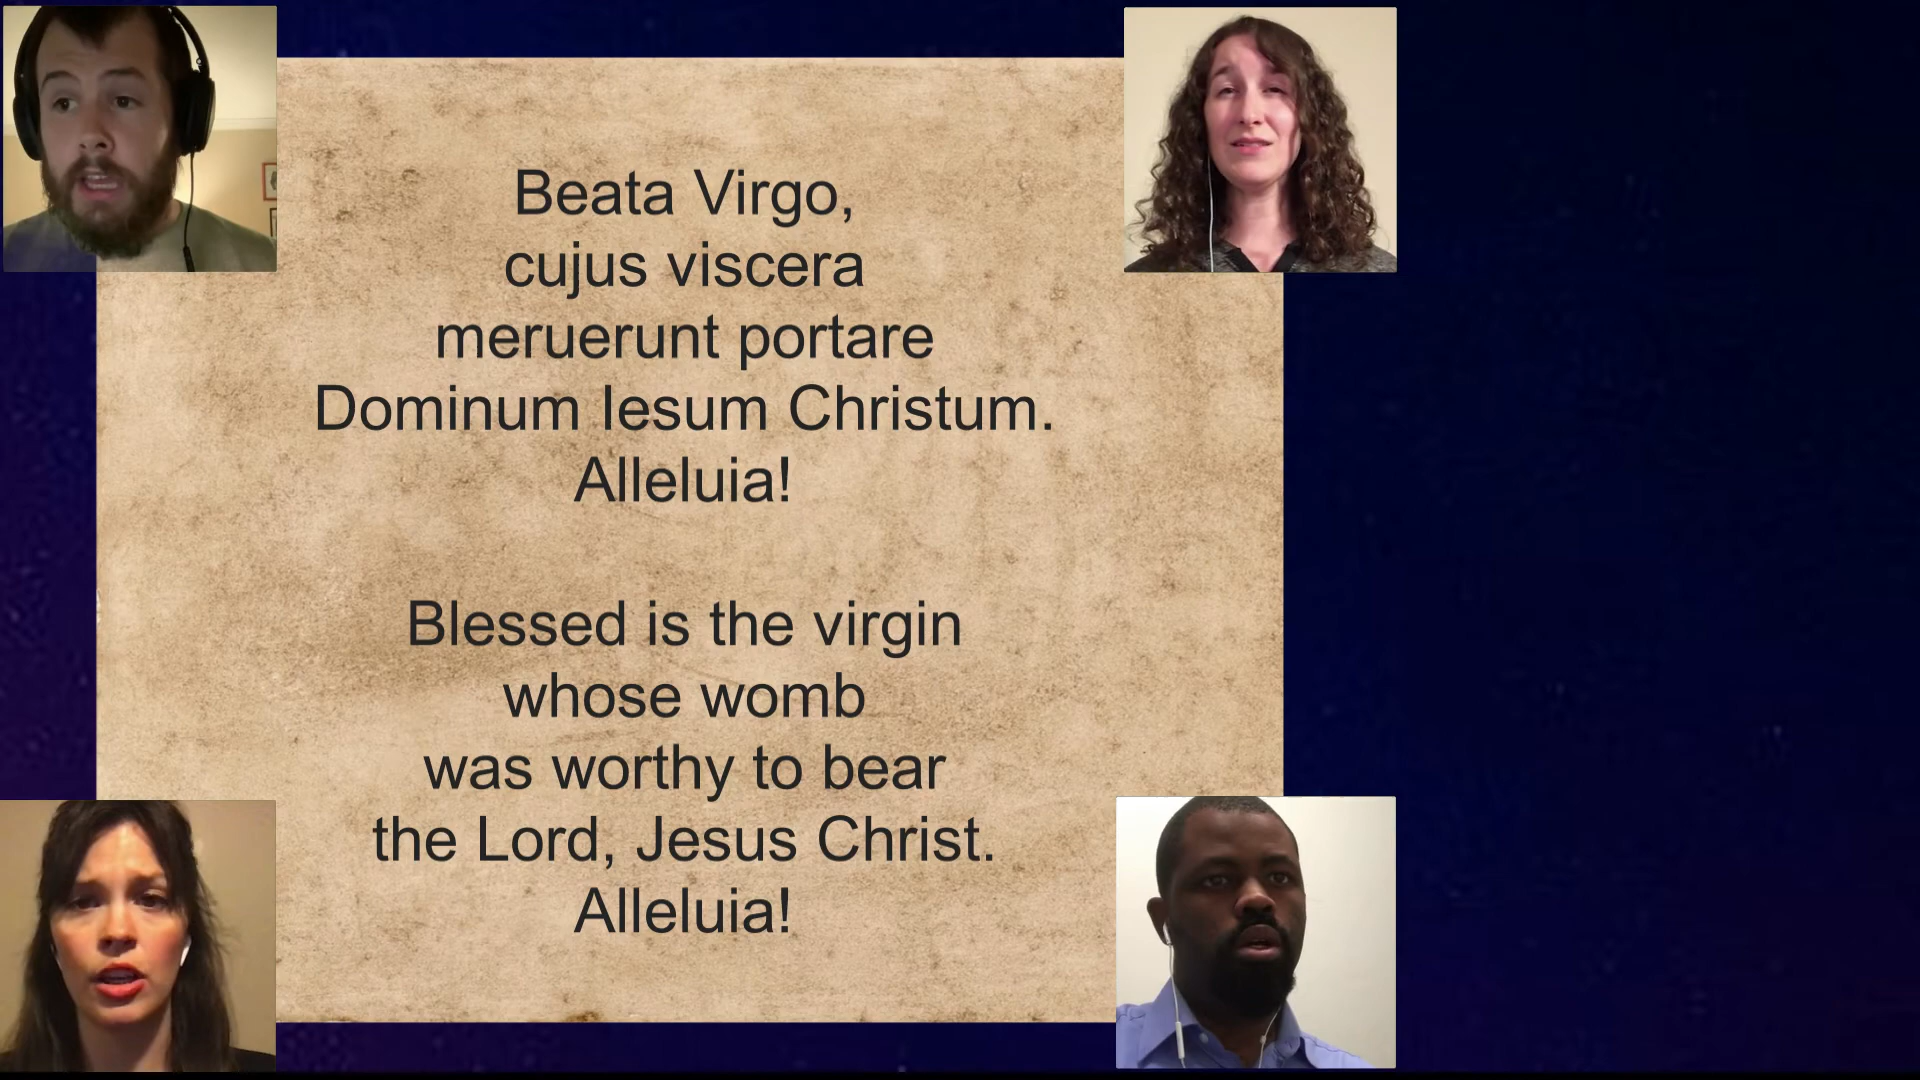 Beata Virgo,
cujus viscera
meruerunt portare
Dominum Iesum Christum.
Alleluia!
Blessed is the virgin
whose womb
was worthy to bear
the Lord, Jesus Christ.
Alleluia!